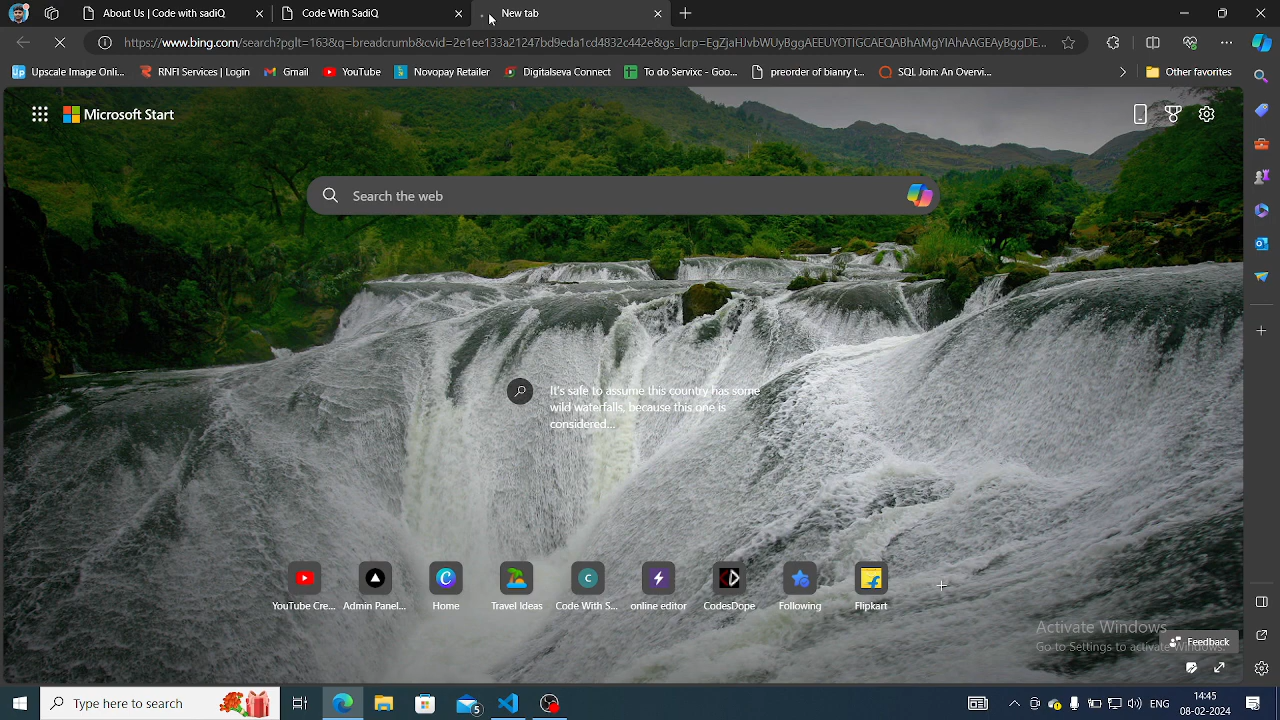 About Us | Code with sadiQ
Code With SadiQ
New tab
https://www.bing.com/search?pglt=163&q=breadcrumb&cvid=2e1ee133a21247bd9eda1cd4832c442e&gs_lcrp=EgZjaHJvbWUyBggAEEUYOTIGCAEQABhAMgYIAhAAGEAyBggDE...
Upscale Image Onli...
RNFI Services | Login
Gmail
YouTube
Novopay Retailer
Digitalseva Connect
To do Servixc - Goo...
preorder of bianry t...
SQL Join: An Overvi...
Other favorites
Microsoft Start
Search the web
It's safe to assume this country has some
wild waterfalls, because this one is
considered...
YouTube Cre...
Admin Panel...
Home
Travel Ideas
Code With S...
online editor
CodesDope
Following
Flipkart
Activate Windows
Go to Settings to activate Windows.
Feedback
Type here to search
5
ENG
14:45
08-02-2024